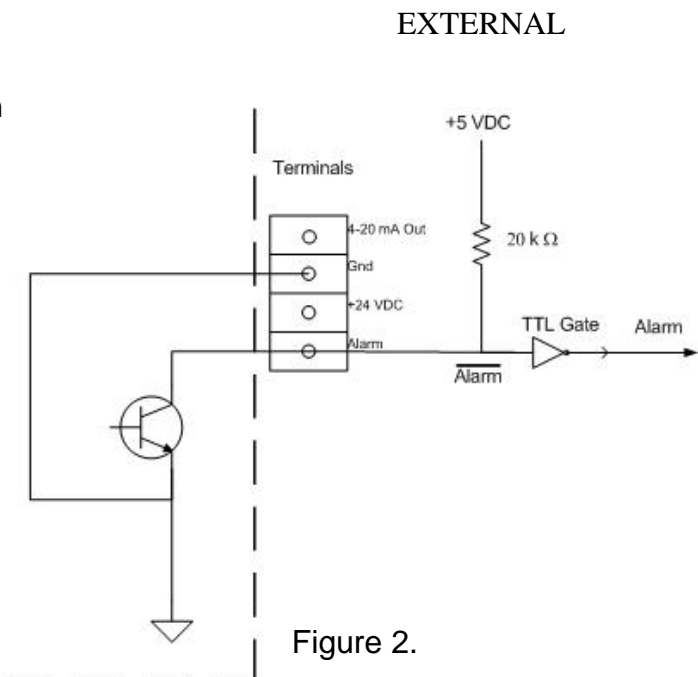 EXTERNAL
+5 VDC
Terminals
4-20 mA Out
20 k Ω
Gnd
+24 VDC
TTL Gate
Alarm
Alarm
Alarm
Figure 2.